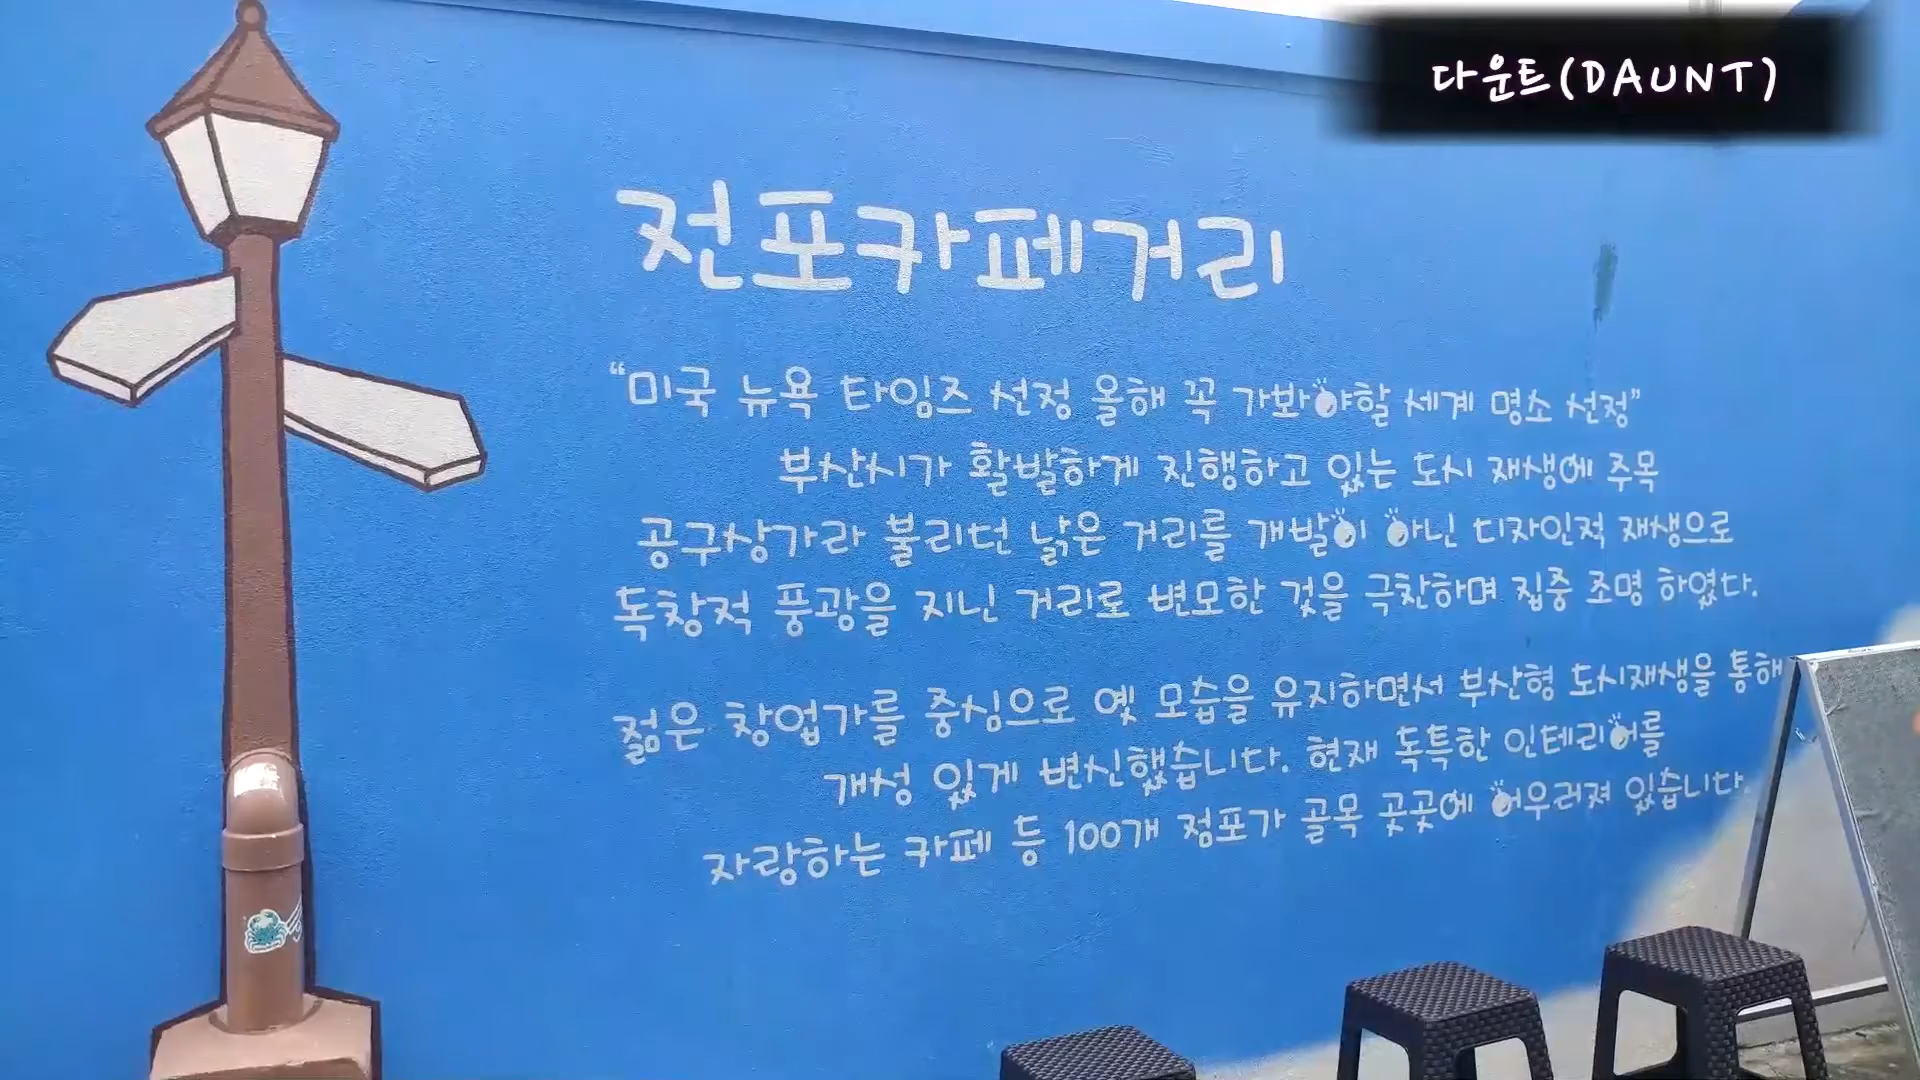 다운트(DAUNT)
전포카페거리
“미국 뉴욕 타임즈 선정 올해 꼭 가봐야할 세계 명소 선정”
부산시가 활발하게 진행하고 있는 도시 재생에 주목
공구상가라 불리던 낡은 거리를 개발이 아닌 디자인적 재생으로
독창적 풍광을 지닌 거리로 변모한 것을 극찬하며 집중 조명 하였다.
젊은 창업가를 중심으로 옛 모습을 유지하면서 부산형 도시재생을 통해
개성 있게 변신했습니다. 현재 독특한 인테리어를
자랑하는 카페 등 100개 점포가 골목 곳곳에 어우러져 있습니다.